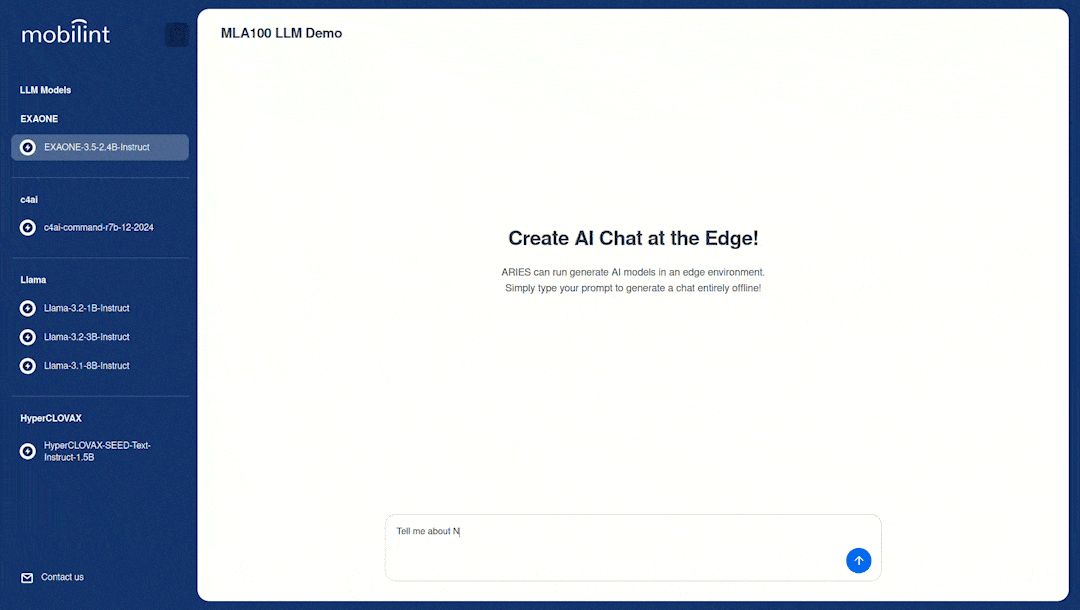 mobilint
LLM Models
EXAONE
EXAONE-3.5-2.4B-Instruct
c4ai
c4ai-command-r7b-12-2024
Llama
Llama-3.2-1B-Instruct
Llama-3.2-3B-Instruct
Llama-3.1-8B-Instruct
HyperCLOVAX
HyperCLOVAX-SEED-Text-
Instruct-1.5B
Contact us
MLA100 LLM Demo
Create AI Chat at the Edge!
ARIES can run generate AI models in an edge environment.
Simply type your prompt to generate a chat entirely offline!
Tell me about N